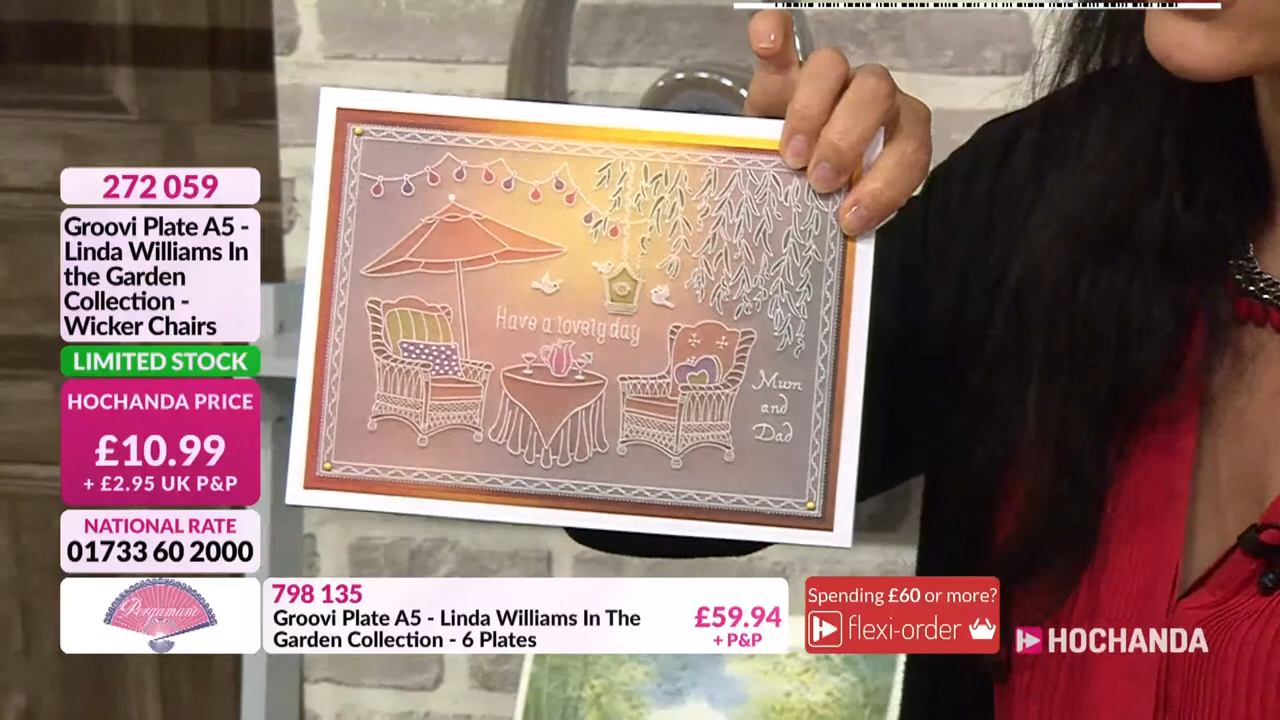 272 059
Groovi Plate A5 -
Linda Williams In
the Garden
Collection -
Wicker Chairs
LIMITED STOCK
HOCHANDA PRICE
£10.99
+ £2.95 UK P&P
NATIONAL RATE
01733 60 2000
Have a lovely day
Mum
and
Dad
Pergamano
798 135
Groovi Plate A5 - Linda Williams In The
Garden Collection - 6 Plates
£59.94
+ P&P
Spending £60 or more?
flexi-order
HOCHANDA